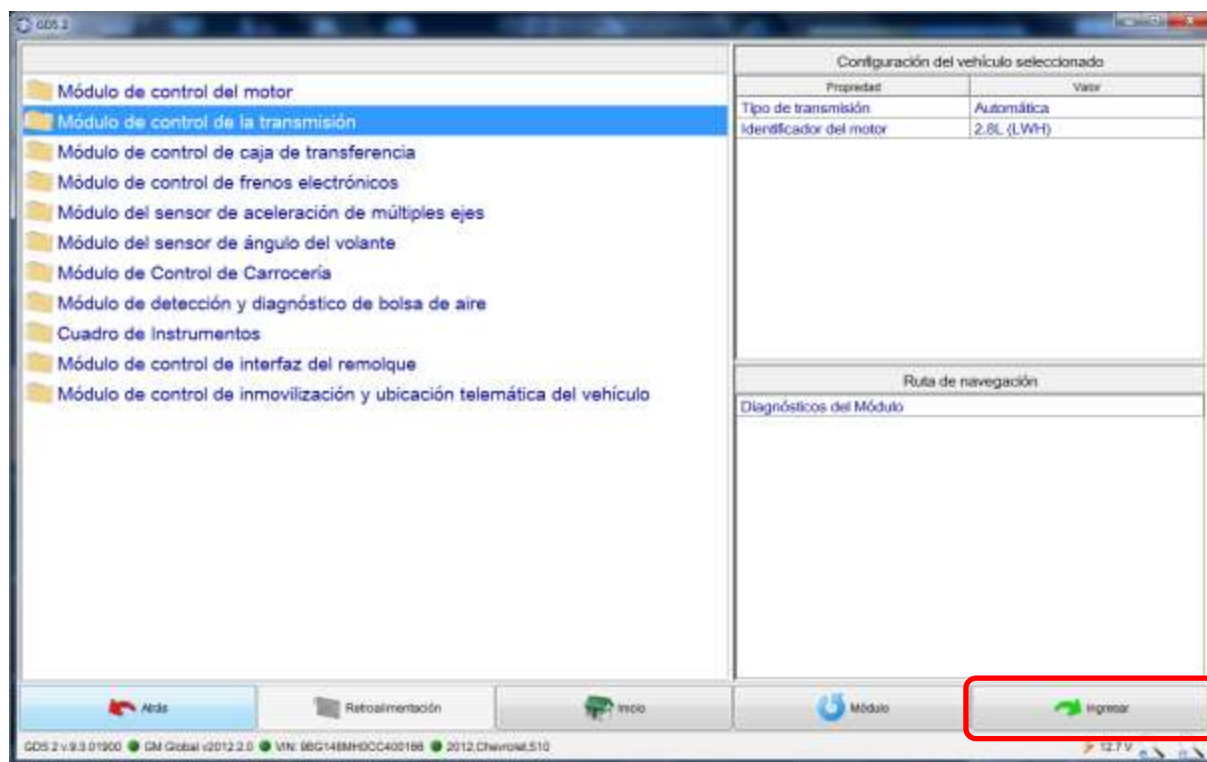 GDS 2
Módulo de control del motor
Módulo de control de la transmisión
Módulo de control de caja de transferencia
Módulo de control de frenos electrónicos
Módulo del sensor de aceleración de múltiples ejes
Módulo del sensor de ángulo del volante
Módulo de Control de Carrocería
Módulo de detección y diagnóstico de bolsa de aire
Cuadro de Instrumentos
Módulo de control de interfaz del remolque
Módulo de control de inmovilización y ubicación telemática del vehículo
Configuración del vehículo seleccionado
Propiedad Valor
Tipo de transmisión Automática
Identificador del motor 2.8L (LWH)
Ruta de navegación
Diagnósticos del Módulo
Atrás Retroalimentación Inicio Módulo Ingresar
GDS 2 v.9.3.01900 GM Global v2012.2.0 VIN: 2012,Chevrolet,S10 12.7 V